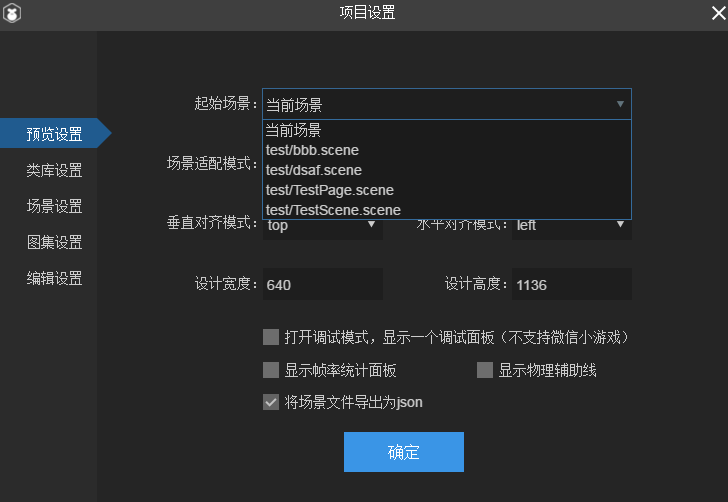 项目设置
预览设置
类库设置
场景设置
图集设置
编辑设置
起始场景：
当前场景
当前场景
test/bbb.scene
test/dsaf.scene
test/TestPage.scene
test/TestScene.scene
场景适配模式：
垂直对齐模式： top
水平对齐模式： left
设计宽度： 640
设计高度： 1136
打开调试模式，显示一个调试面板（不支持微信小游戏）
显示帧率统计面板
显示物理辅助线
将场景文件导出为json
确定